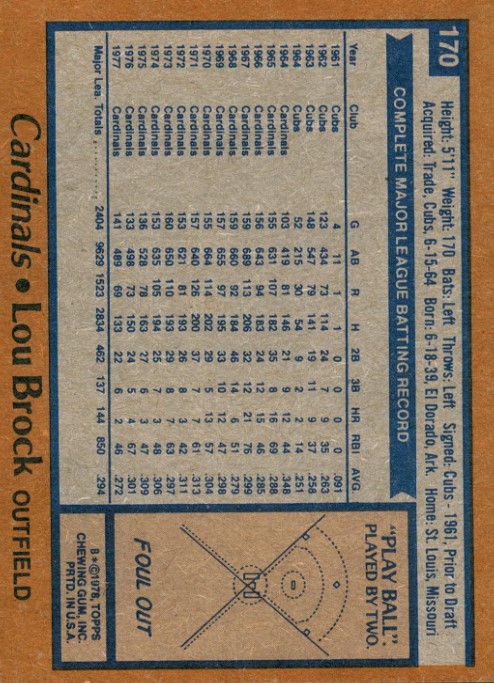 170
Height: 5'11" Weight: 170 Bats: Left Throws: Left Signed: Cubs - 1961, Prior to Draft
Acquired: Trade, Cubs, 6-15-64 Born: 6-18-39, El Dorado, Ark. Home: St. Louis, Missouri
COMPLETE MAJOR LEAGUE BATTING RECORD
Year Club G AB R H 2B 3B HR RBI AVG
1961 Cubs 4 11 1 1 0 0 0 0 .091
1962 Cubs 123 434 73 114 24 7 9 35 .263
1963 Cubs 148 547 79 141 19 11 9 37 .258
1964 Cubs 52 215 30 54 9 2 2 14 .251
1964 Cardinals 103 419 81 146 21 9 12 44 .348
1965 Cardinals 155 631 107 182 35 8 16 69 .288
1966 Cardinals 156 643 94 183 24 12 15 46 .285
1967 Cardinals 159 689 113 206 32 12 21 76 .299
1968 Cardinals 159 660 92 184 46 14 6 51 .279
1969 Cardinals 157 655 97 195 33 10 12 47 .298
1970 Cardinals 155 664 114 202 29 5 13 57 .304
1971 Cardinals 157 640 126 200 37 7 7 61 .313
1972 Cardinals 153 621 81 193 26 8 3 42 .311
1973 Cardinals 160 650 110 193 29 8 7 63 .297
1974 Cardinals 153 635 105 194 25 7 3 48 .306
1975 Cardinals 136 528 78 163 27 6 3 47 .309
1976 Cardinals 133 498 73 150 24 5 4 67 .301
1977 Cardinals 141 489 69 133 22 6 2 46 .272
Major Lea. Totals .......... 2404 9629 1523 2834 462 137 144 850 .294
"PLAY BALL".
PLAYED BY TWO.
FOUL OUT
B*©1978, TOPPS
CHEWING GUM, INC.
PRTD. IN U.S.A.
Cardinals • Lou Brock OUTFIELD